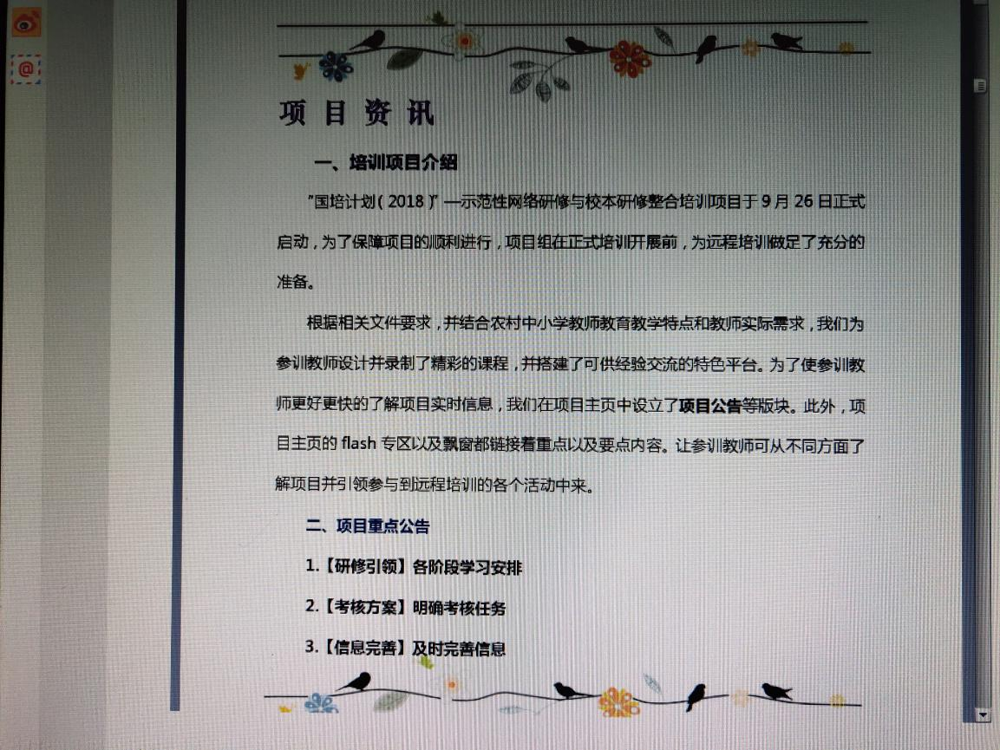 @
项目资讯
一、培训项目介绍
“国培计划(2018)”—示范性网络研修与校本研修整合培训项目于9月26日正式
启动,为了保障项目的顺利进行,项目组在正式培训开展前,为远程培训做足了充分的
准备。
根据相关文件要求,并结合农村中小学教师教育教学特点和教师实际需求,我们为
参训教师设计并录制了精彩的课程,并搭建了可供经验交流的特色平台。为了使参训教
师更好更快的了解项目实时信息,我们在项目主页中设立了项目公告等版块。此外,项
目主页的 flash 专区以及飘窗都链接着重点以及要点内容。让参训教师可从不同方面了
解项目并引领参与到远程培训的各个活动中来。
二、项目重点公告
1.【研修引领】各阶段学习安排
2.【考核方案】明确考核任务
3.【信息完善】及时完善信息